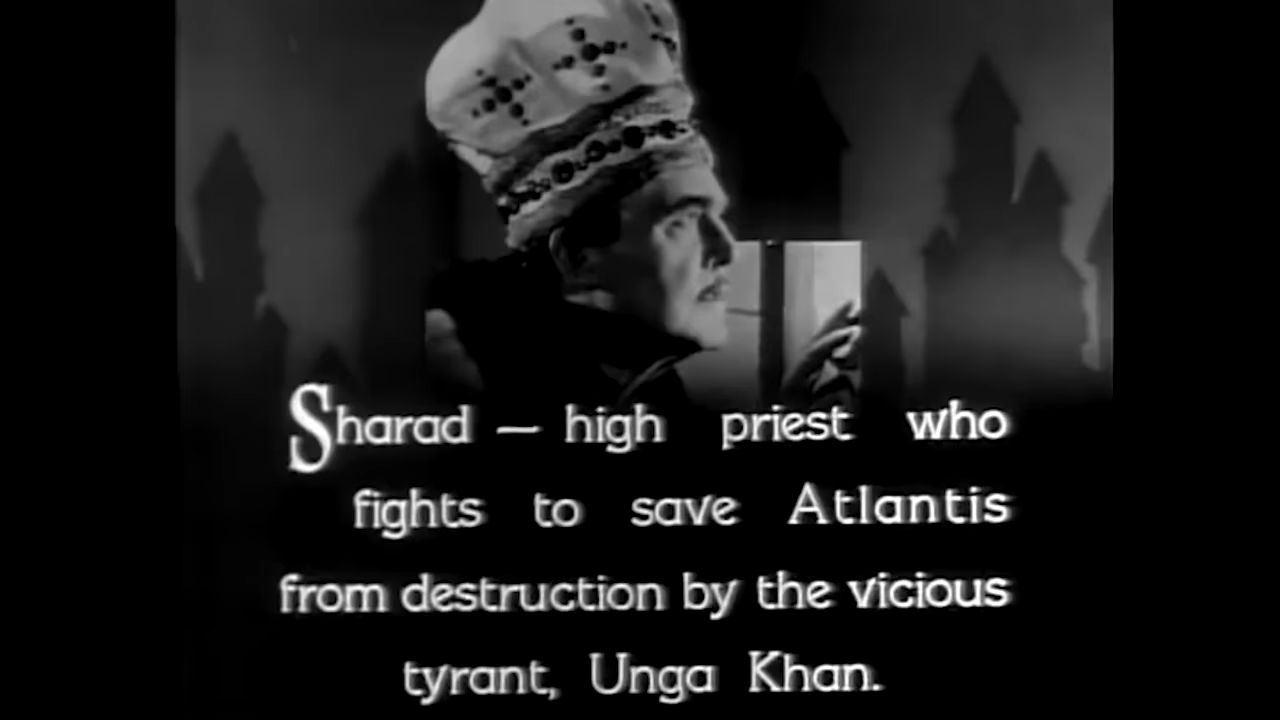 Sharad — high priest who
fights to save Atlantis
from destruction by the vicious
tyrant, Unga Khan.